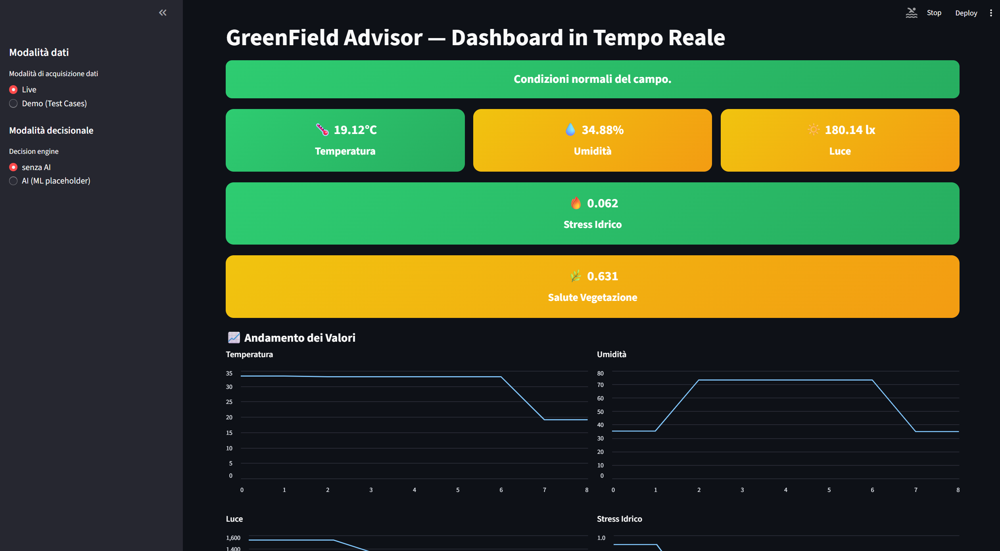 Stop Deploy
Modalità dati
Modalità di acquisizione dati
Live
Demo (Test Cases)
Modalità decisionale
Decision engine
senza AI
AI (ML placeholder)
GreenField Advisor — Dashboard in Tempo Reale
Condizioni normali del campo.
19.12°C
Temperatura
34.88%
Umidità
180.14 lx
Luce
0.062
Stress Idrico
0.631
Salute Vegetazione
Andamento dei Valori
Temperatura
35
30
25
20
15
10
5
0
0 1 2 3 4 5 6 7 8
Umidità
80
70
60
50
40
30
20
10
0
0 1 2 3 4 5 6 7 8
Luce
1,600
1,400
Stress Idrico
1.0